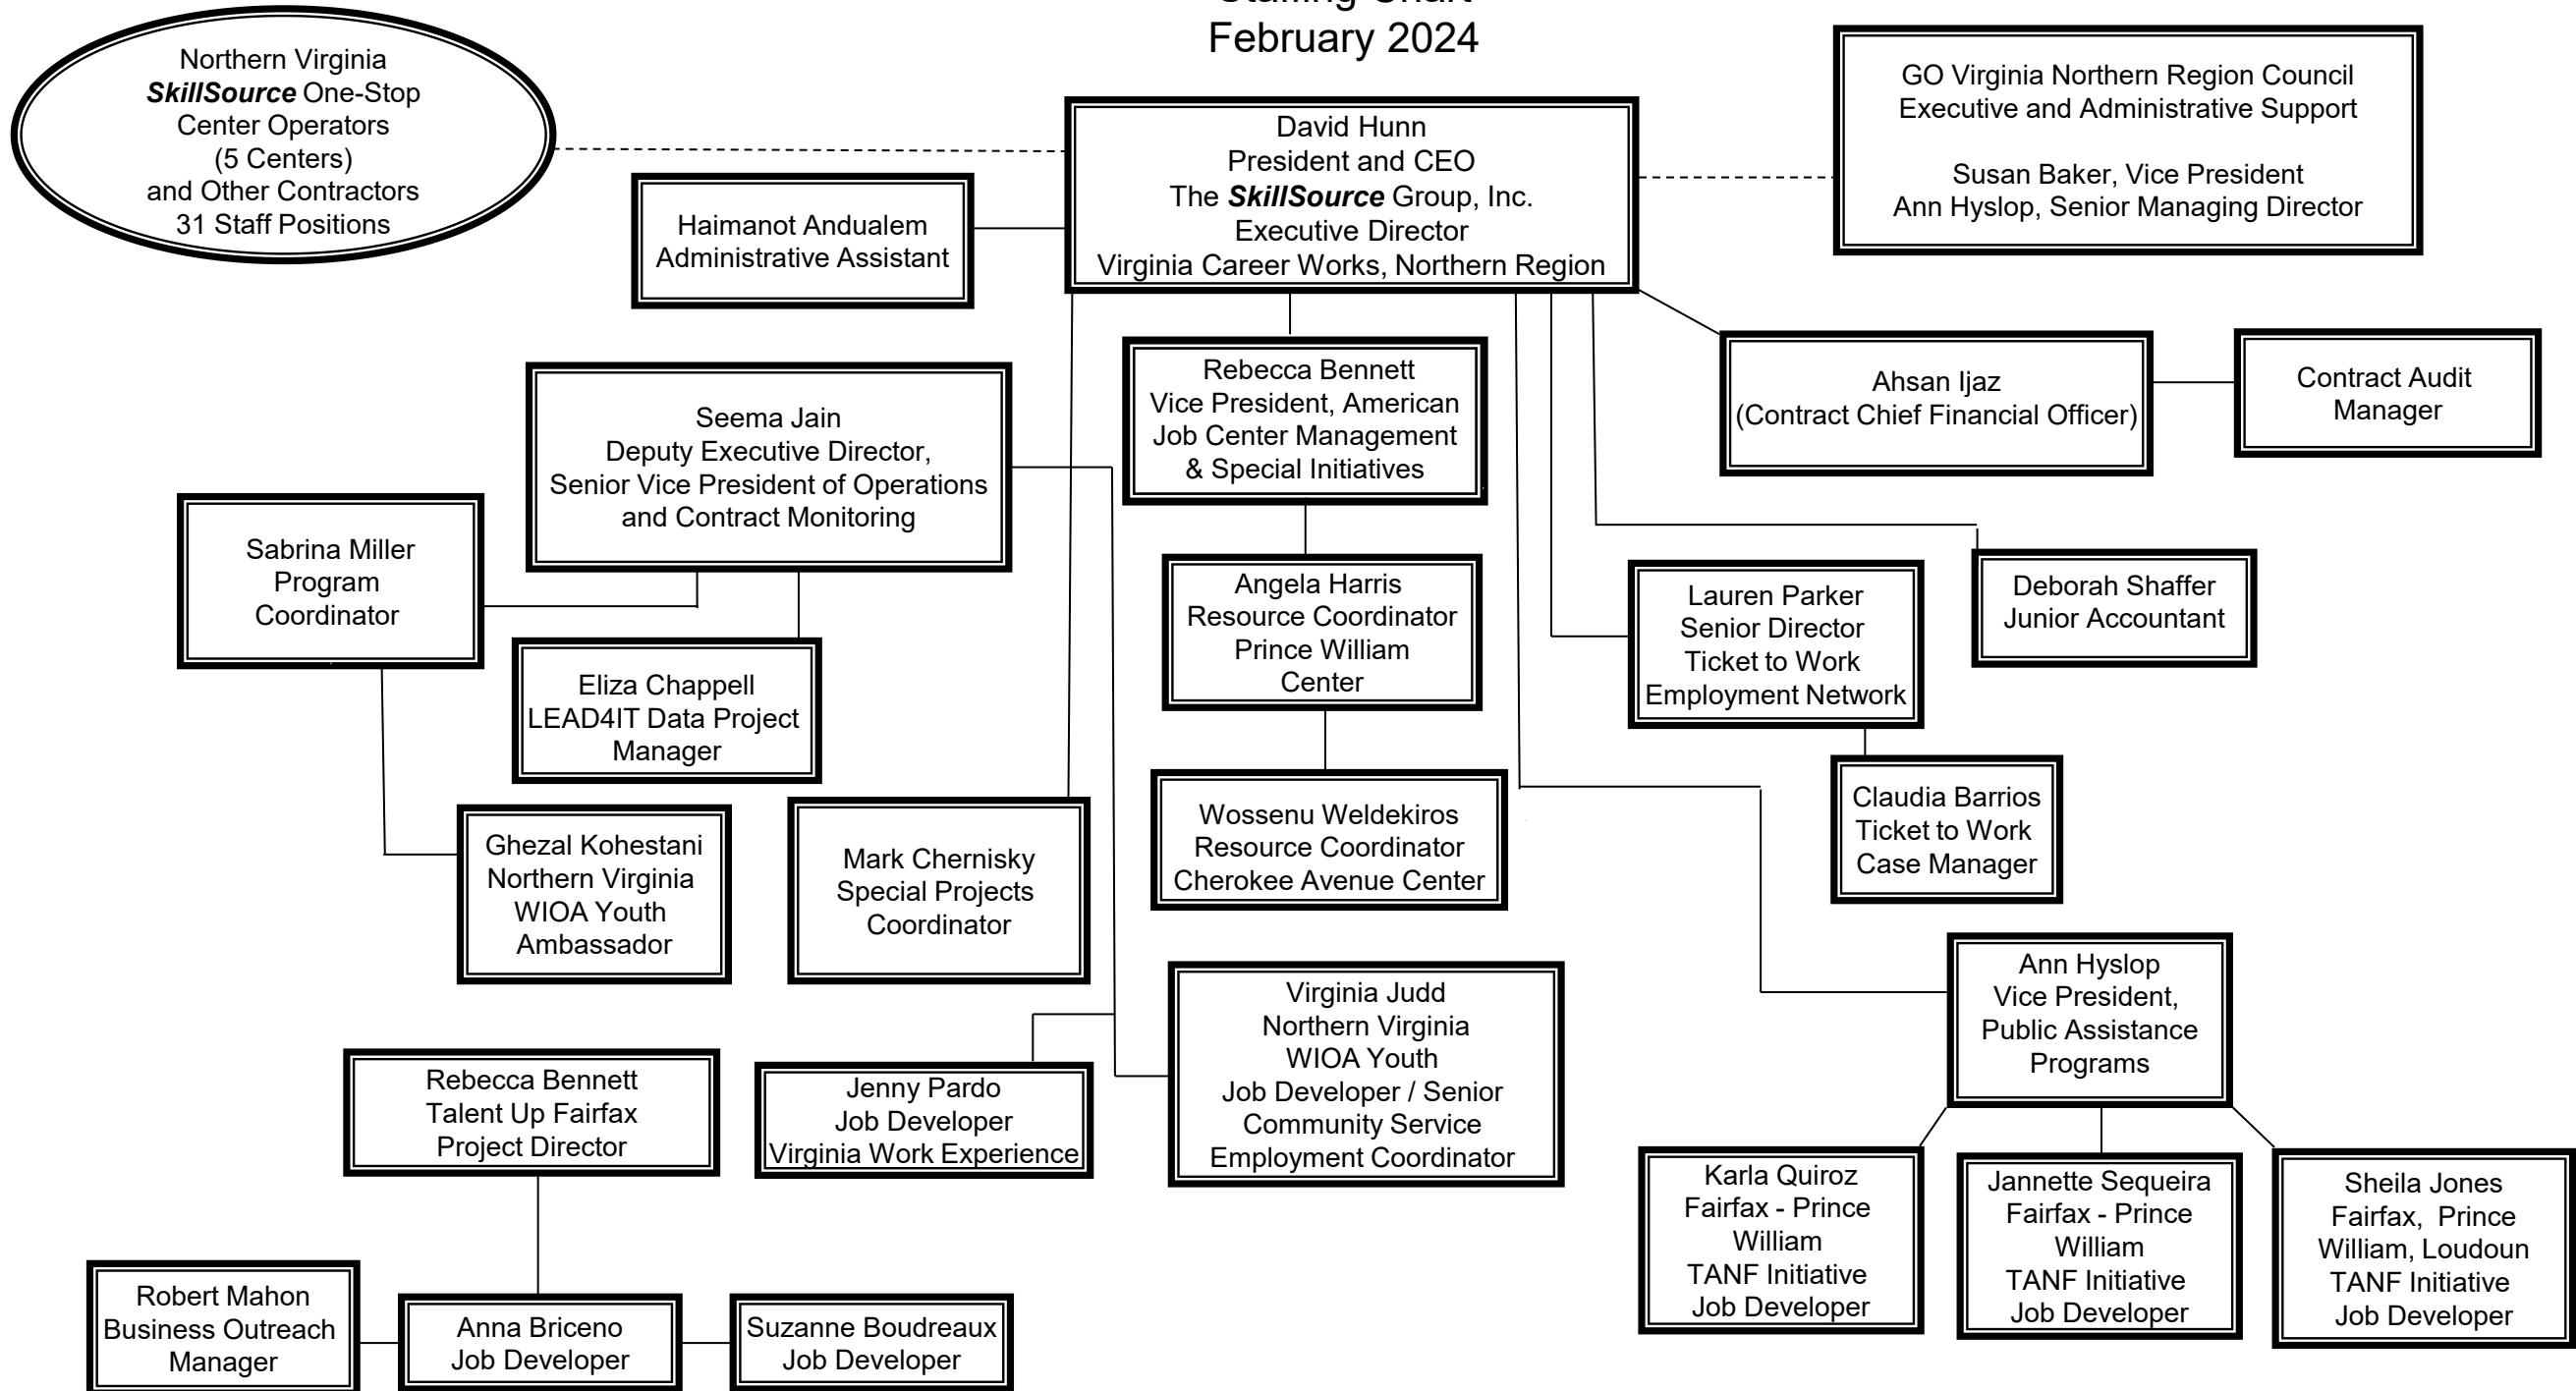 Staffing Chart
February 2024
Northern Virginia
SkillSource One-Stop
Center Operators
(5 Centers)
and Other Contractors
31 Staff Positions
GO Virginia Northern Region Council
Executive and Administrative Support
Susan Baker, Vice President
Ann Hyslop, Senior Managing Director
David Hunn
President and CEO
The SkillSource Group, Inc.
Executive Director
Virginia Career Works, Northern Region
Haimanot Andualem
Administrative Assistant
Rebecca Bennett
Vice President, American
Job Center Management
& Special Initiatives
Ahsan Ijaz
(Contract Chief Financial Officer)
Contract Audit
Manager
Seema Jain
Deputy Executive Director,
Senior Vice President of Operations
and Contract Monitoring
Sabrina Miller
Program
Coordinator
Angela Harris
Resource Coordinator
Prince William
Center
Lauren Parker
Senior Director
Ticket to Work
Employment Network
Deborah Shaffer
Junior Accountant
Eliza Chappell
LEAD4IT Data Project
Manager
Ghezal Kohestani
Northern Virginia
WIOA Youth
Ambassador
Mark Chernisky
Special Projects
Coordinator
Wossenu Weldekiros
Resource Coordinator
Cherokee Avenue Center
Claudia Barrios
Ticket to Work
Case Manager
Ann Hyslop
Vice President,
Public Assistance
Programs
Virginia Judd
Northern Virginia
WIOA Youth
Job Developer / Senior
Community Service
Employment Coordinator
Rebecca Bennett
Talent Up Fairfax
Project Director
Jenny Pardo
Job Developer
Virginia Work Experience
Karla Quiroz
Fairfax - Prince
William
TANF Initiative
Job Developer
Jannette Sequeira
Fairfax - Prince
William
TANF Initiative
Job Developer
Sheila Jones
Fairfax, Prince
William, Loudoun
TANF Initiative
Job Developer
Robert Mahon
Business Outreach
Manager
Anna Briceno
Job Developer
Suzanne Boudreaux
Job Developer